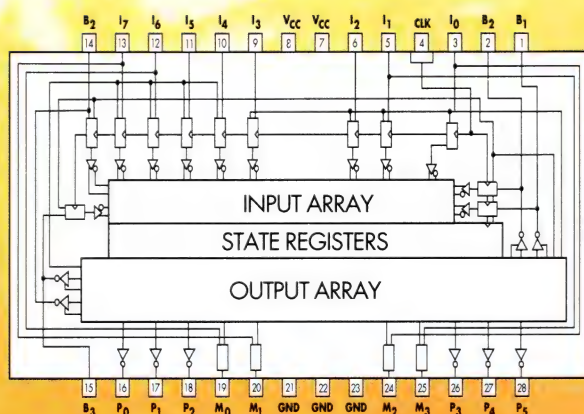 B2 I7 I6 I5 I4 I3 VCC VCC I2 I1 CLK I0 B2 B1
14 13 12 11 10 9 8 7 6 5 4 3 2 1
INPUT ARRAY
STATE REGISTERS
OUTPUT ARRAY
15 16 17 18 19 20 21 22 23 24 25 26 27 28
B3 P0 P1 P2 M0 M1 GND GND GND M2 M3 P3 P4 P5